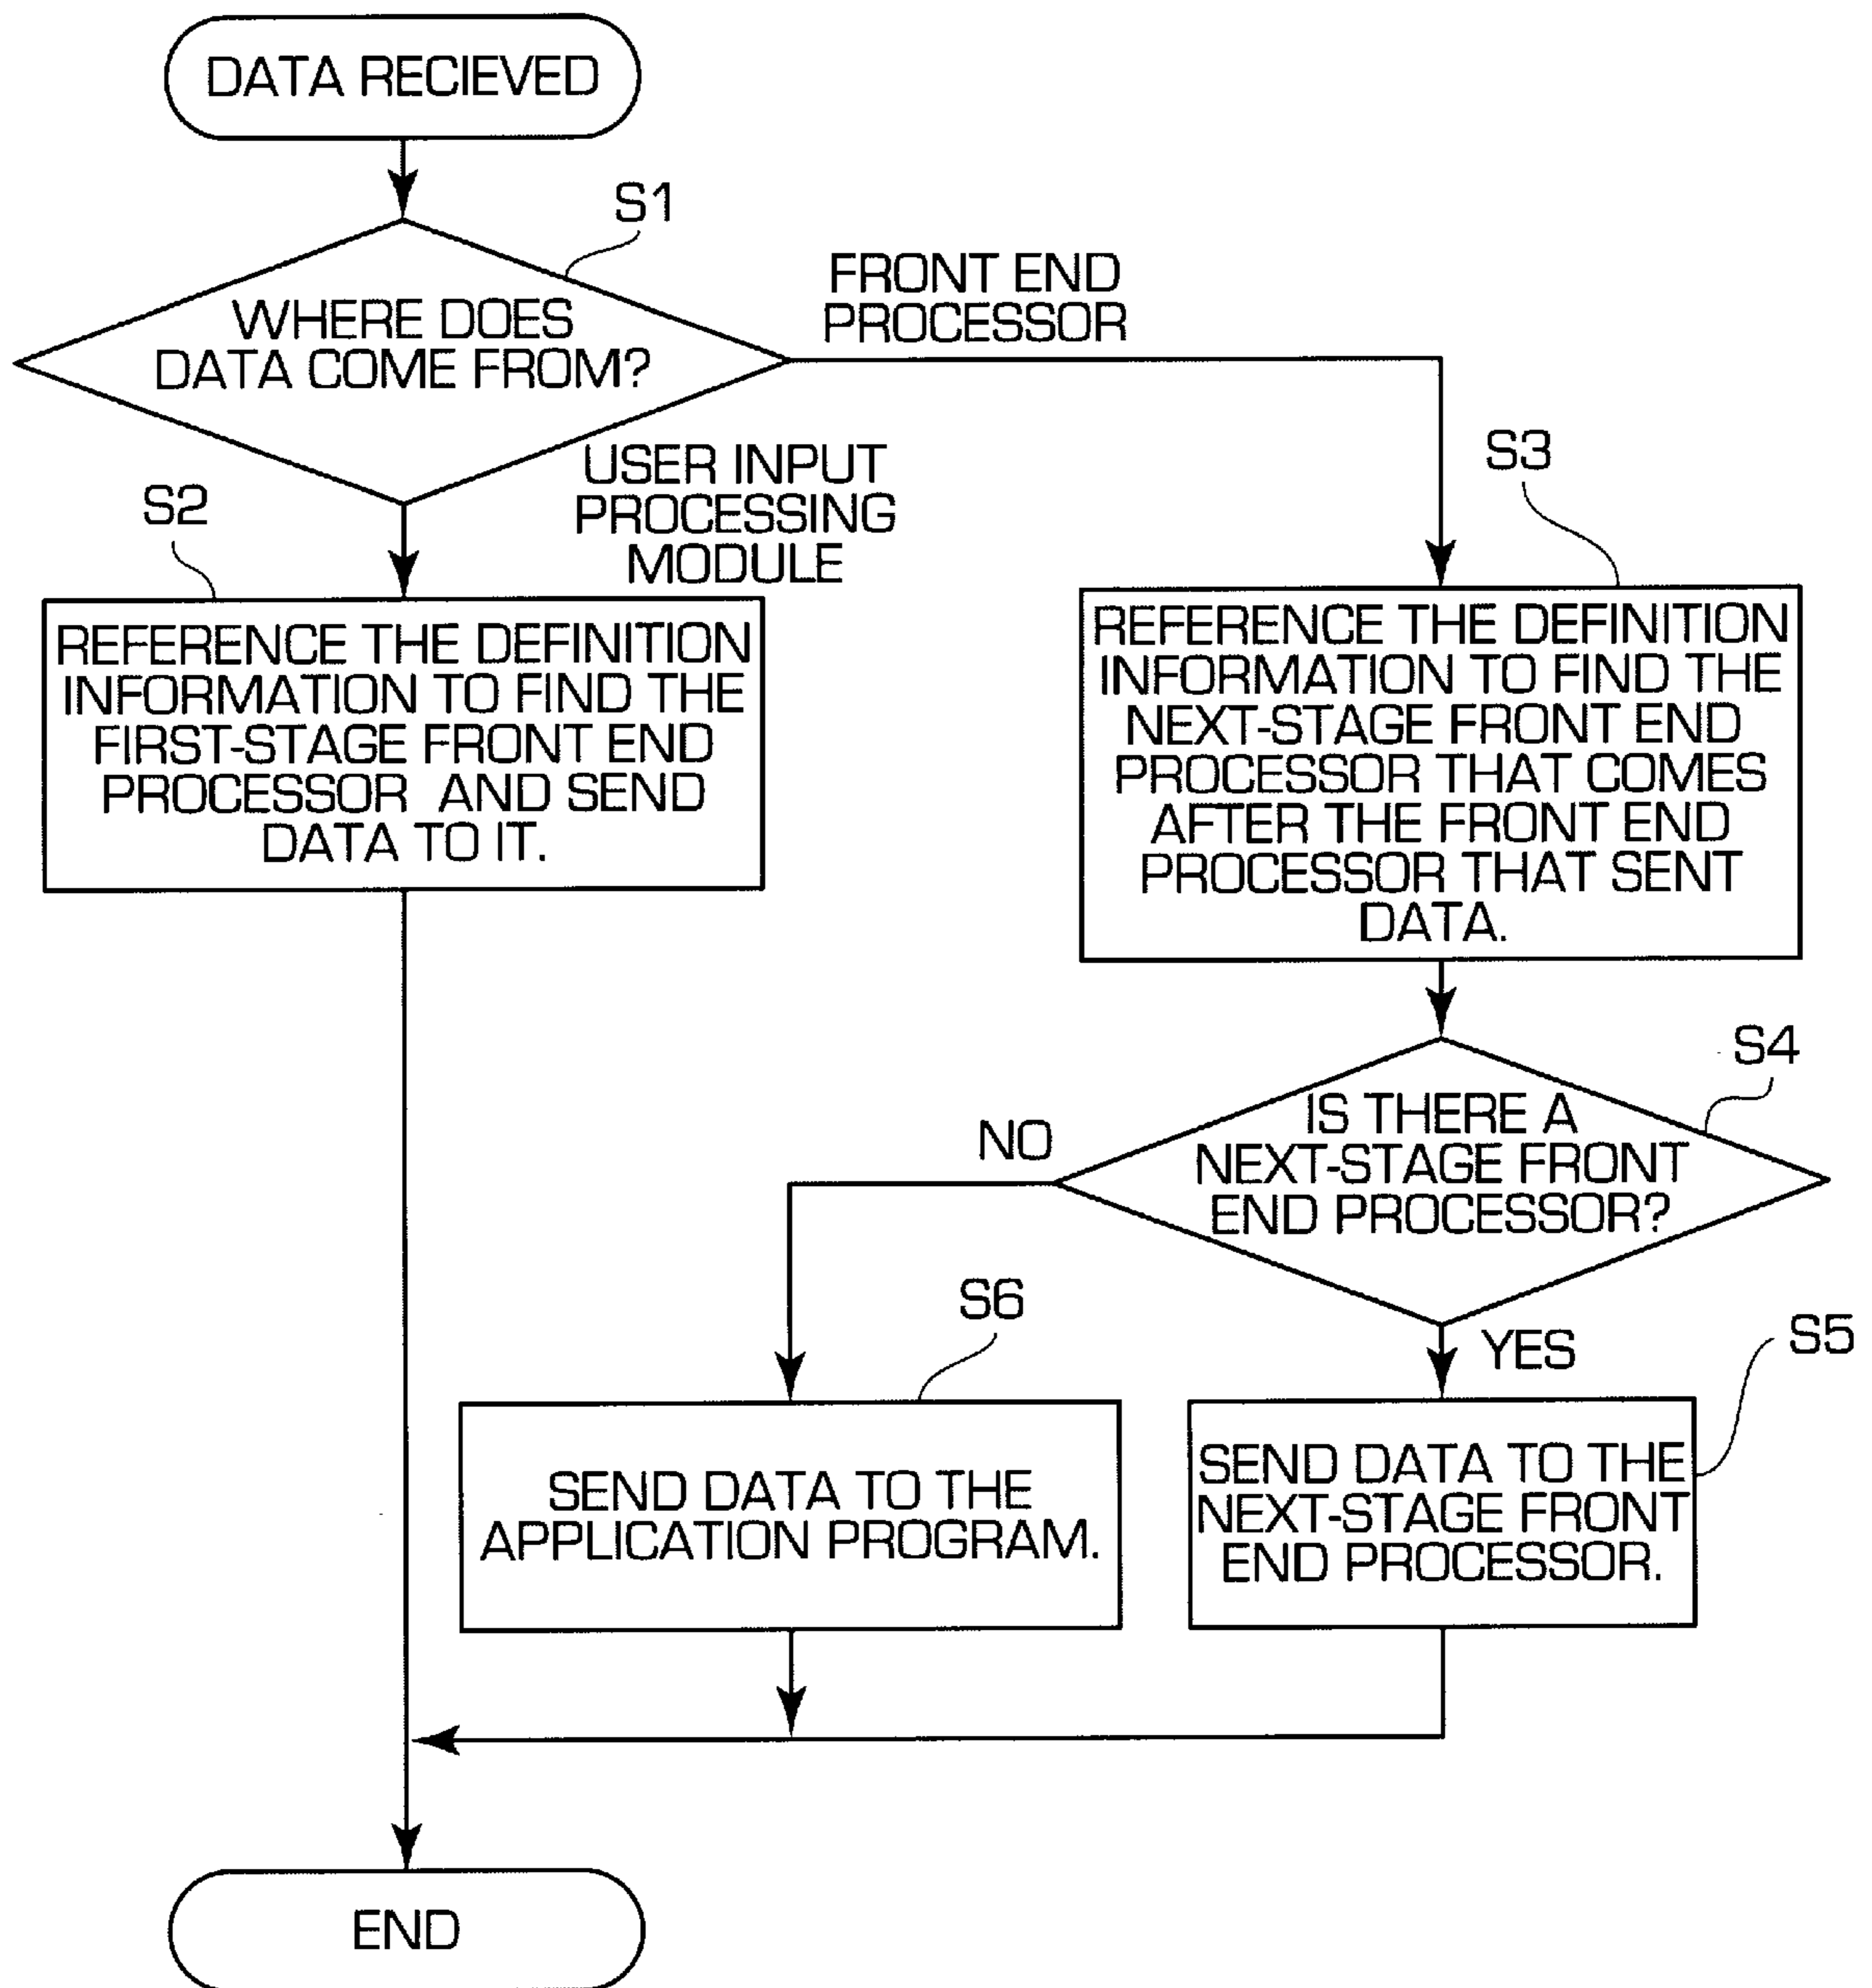 DATA RECIEVED
S1
WHERE DOES
DATA COME FROM?
FRONT END
PROCESSOR
USER INPUT
PROCESSING
MODULE
S2
REFERENCE THE DEFINITION
INFORMATION TO FIND THE
FIRST-STAGE FRONT END
PROCESSOR AND SEND
DATA TO IT.
S3
REFERENCE THE DEFINITION
INFORMATION TO FIND THE
NEXT-STAGE FRONT END
PROCESSOR THAT COMES
AFTER THE FRONT END
PROCESSOR THAT SENT
DATA.
S4
IS THERE A
NEXT-STAGE FRONT
END PROCESSOR?
NO
YES
S6
SEND DATA TO THE
APPLICATION PROGRAM.
S5
SEND DATA TO THE
NEXT-STAGE FRONT
END PROCESSOR.
END